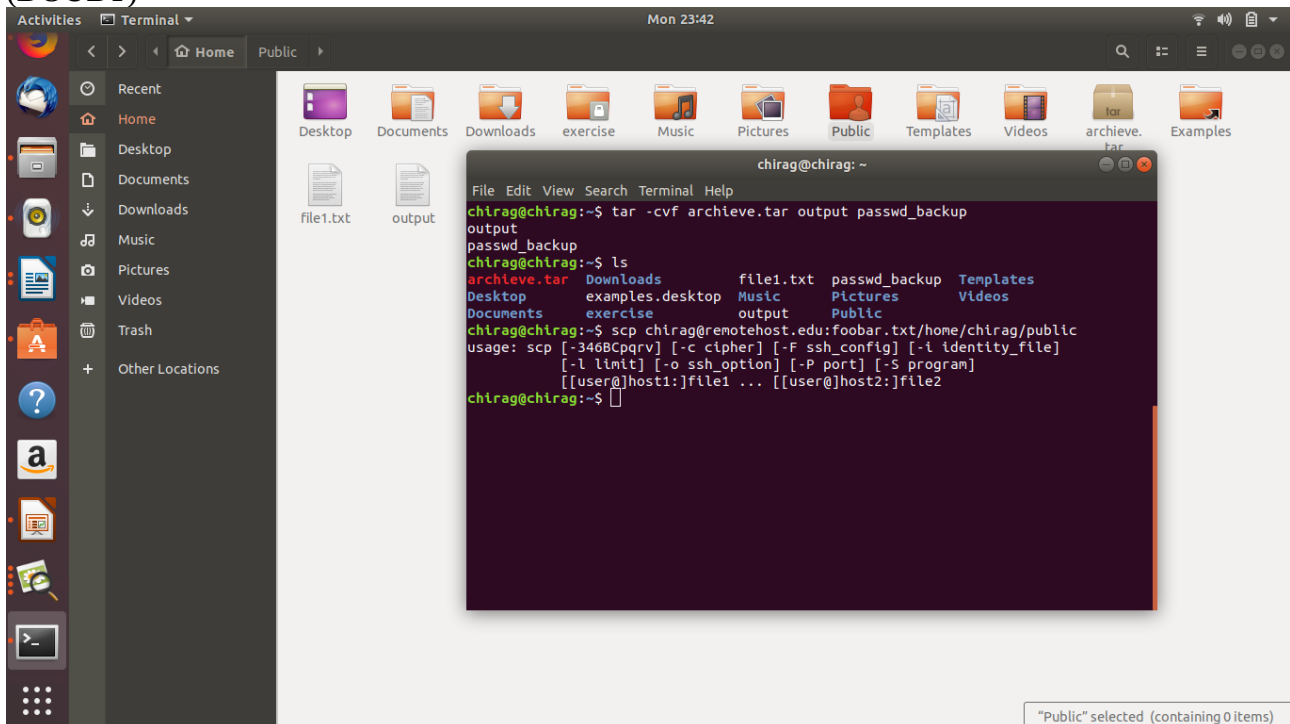 Activities Terminal Mon 23:42
Home Public
Recent
Home
Desktop
Documents
Downloads
Music
Pictures
Videos
Trash
+ Other Locations
Desktop Documents Downloads exercise Music Pictures Public Templates Videos archieve. Examples
tar
tar
file1.txt output
chirag@chirag: ~
File Edit View Search Terminal Help
chirag@chirag:~$ tar -cvf archieve.tar output passwd_backup
output
passwd_backup
chirag@chirag:~$ ls
archieve.tar Downloads file1.txt passwd_backup Templates
Desktop examples.desktop Music Pictures Videos
Documents exercise output Public
chirag@chirag:~$ scp chirag@remotehost.edu:foobar.txt/home/chirag/public
usage: scp [-346BCpqrv] [-c cipher] [-F ssh_config] [-i identity_file]
[-l limit] [-o ssh_option] [-P port] [-S program]
[[user@]host1:]file1 ... [[user@]host2:]file2
chirag@chirag:~$
a
"Public" selected (containing 0 items)